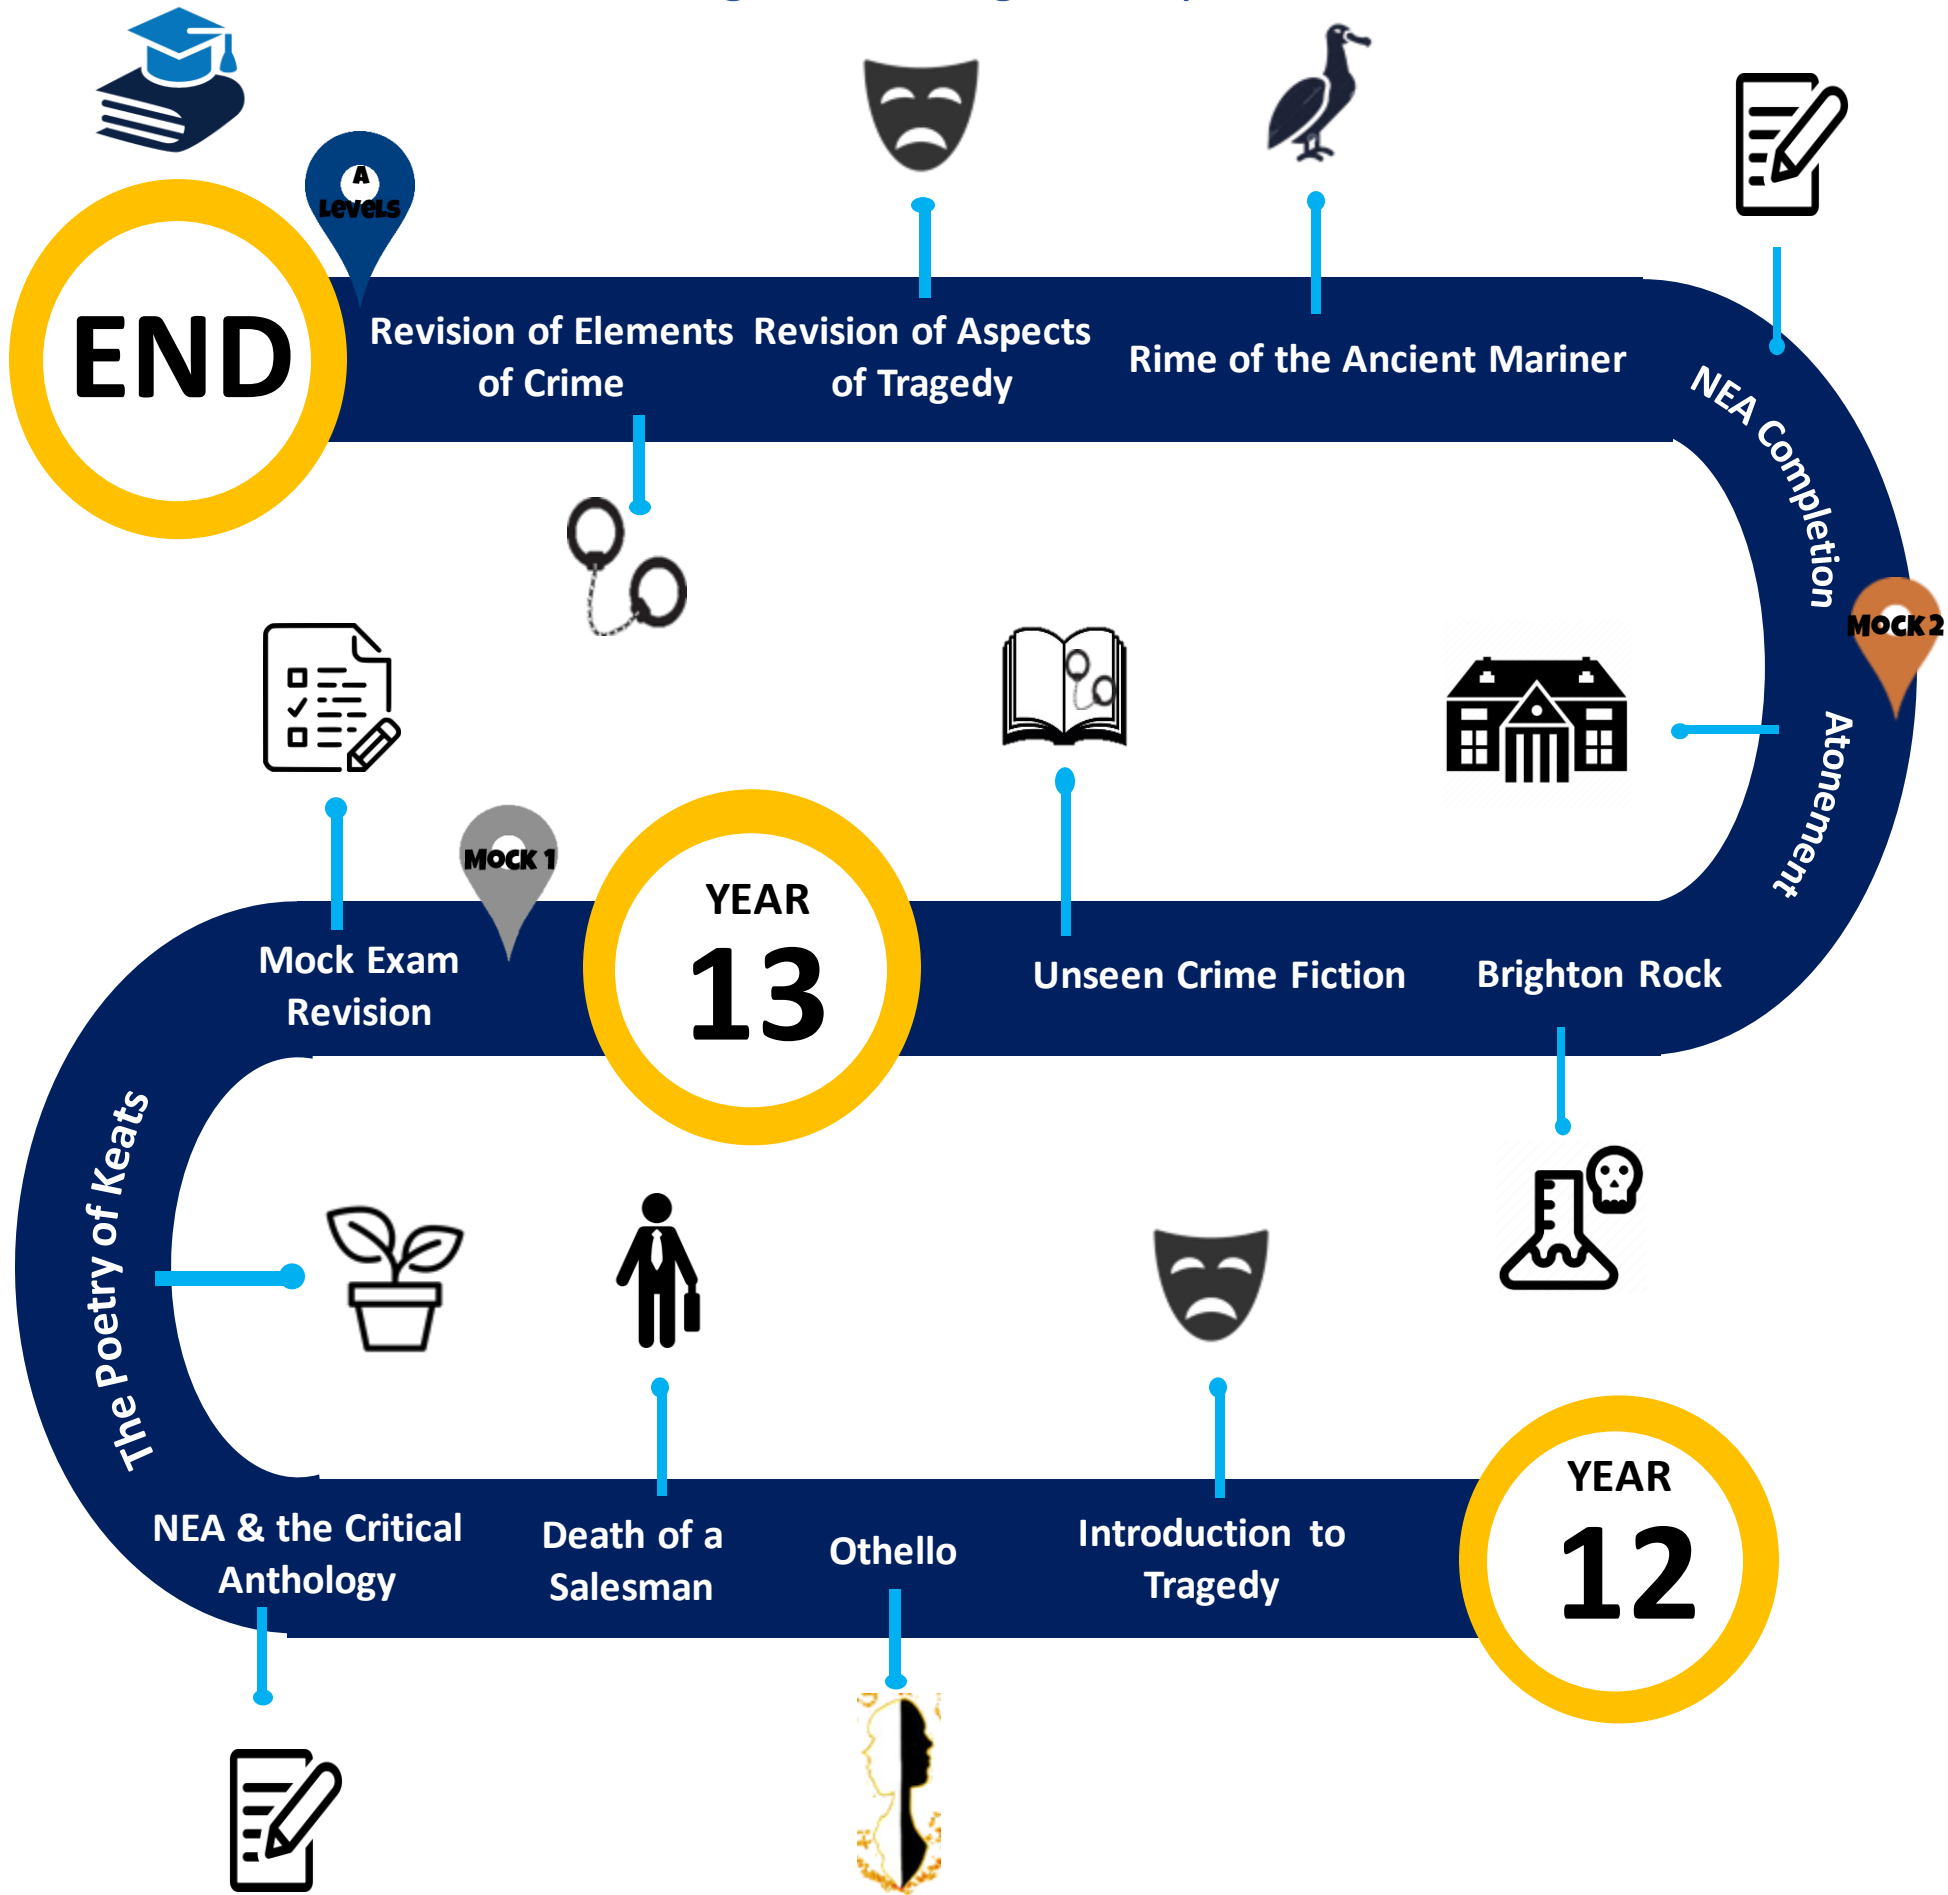 A
Levels
END
Revision of Elements
of Crime
Revision of Aspects
of Tragedy
Rime of the Ancient Mariner
NEA Completion
Mock 2
Atonement
Mock 1
YEAR
13
Mock Exam
Revision
Unseen Crime Fiction
Brighton Rock
The Poetry of Keats
YEAR
12
NEA & the Critical
Anthology
Death of a
Salesman
Othello
Introduction to
Tragedy